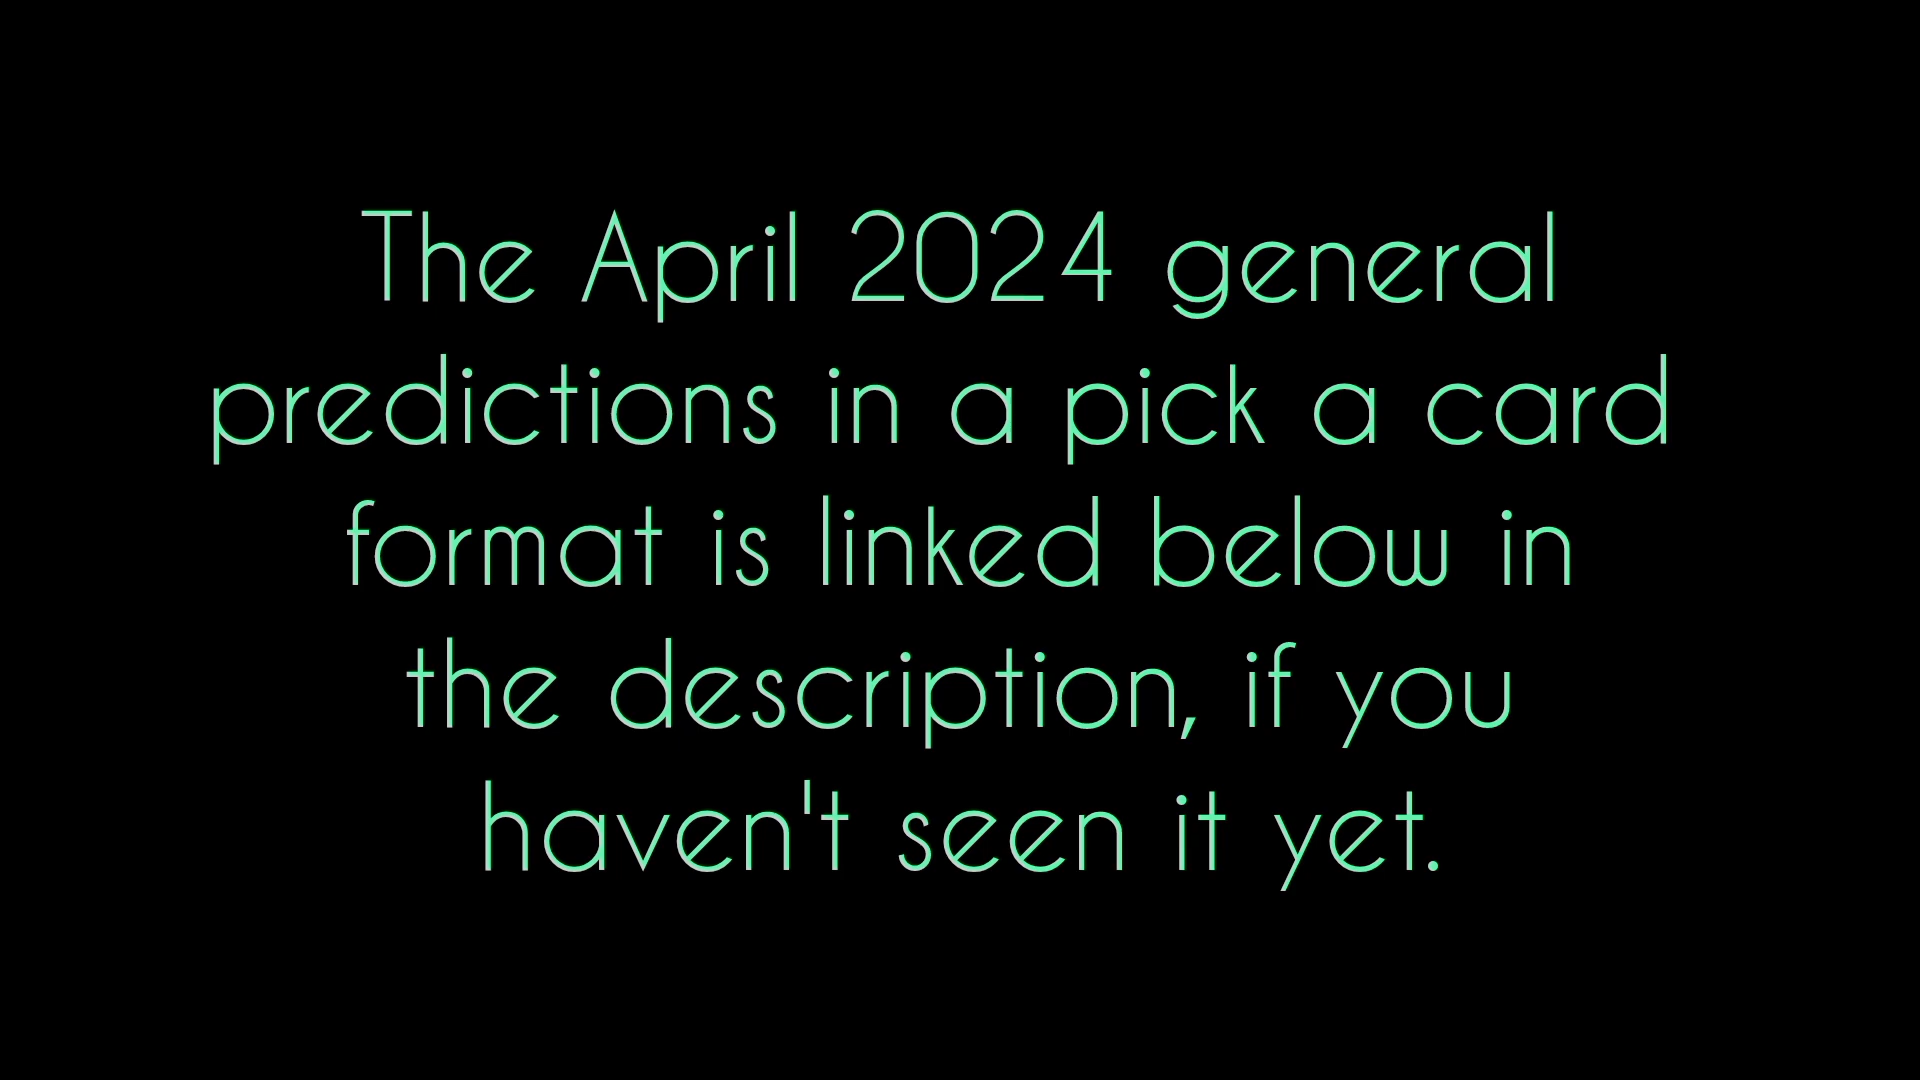 The April 2024 general
predictions in a pick a card
format is linked below in
the description, if you
haven't seen it yet.